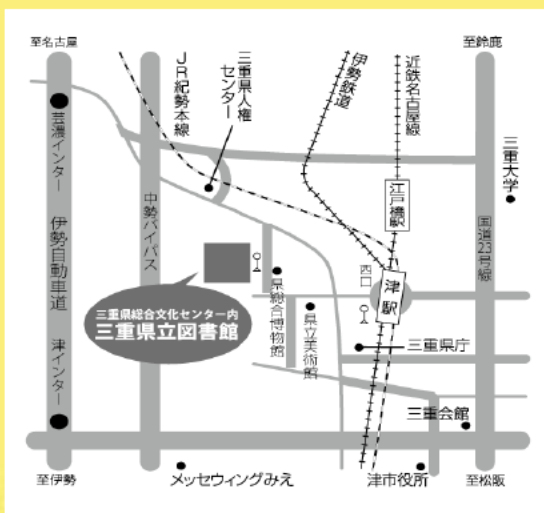 至名古屋
至鈴鹿
芸濃インター
伊勢自動車道
津インター
中勢バイパス
JR紀勢本線
三重県人権
センター
伊勢鉄道
近鉄名古屋線
江戸橋駅
三重大学
国道23号線
三重県総合文化センター内
三重県立図書館
県総合博物館
県立美術館
西口
津駅
三重県庁
三重会館
至伊勢
メッセウィングみえ
津市役所
至松阪